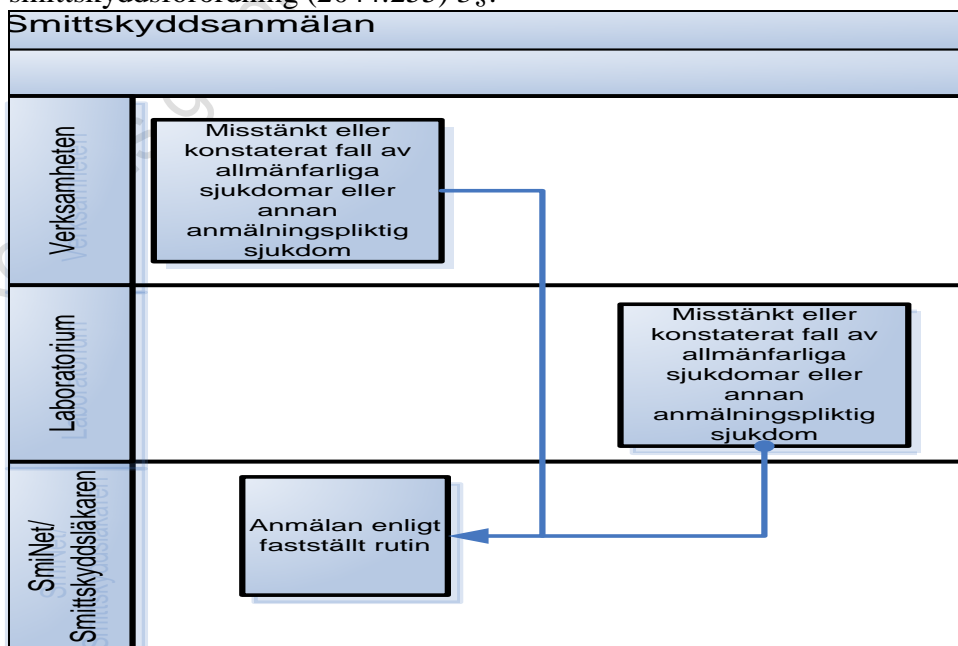 Smittskyddsanmälan
Verksamheten
Misstänkt eller
konstaterat fall av
allmänfarliga
sjukdomar eller
annan
anmälningspliktig
sjukdom
Laboratorium
Misstänkt eller
konstaterat fall av
allmänfarliga
sjukdomar eller
annan
anmälningspliktig
sjukdom
SmiNet/
Smittskyddsläkaren
Anmälan enligt
fastställt rutin